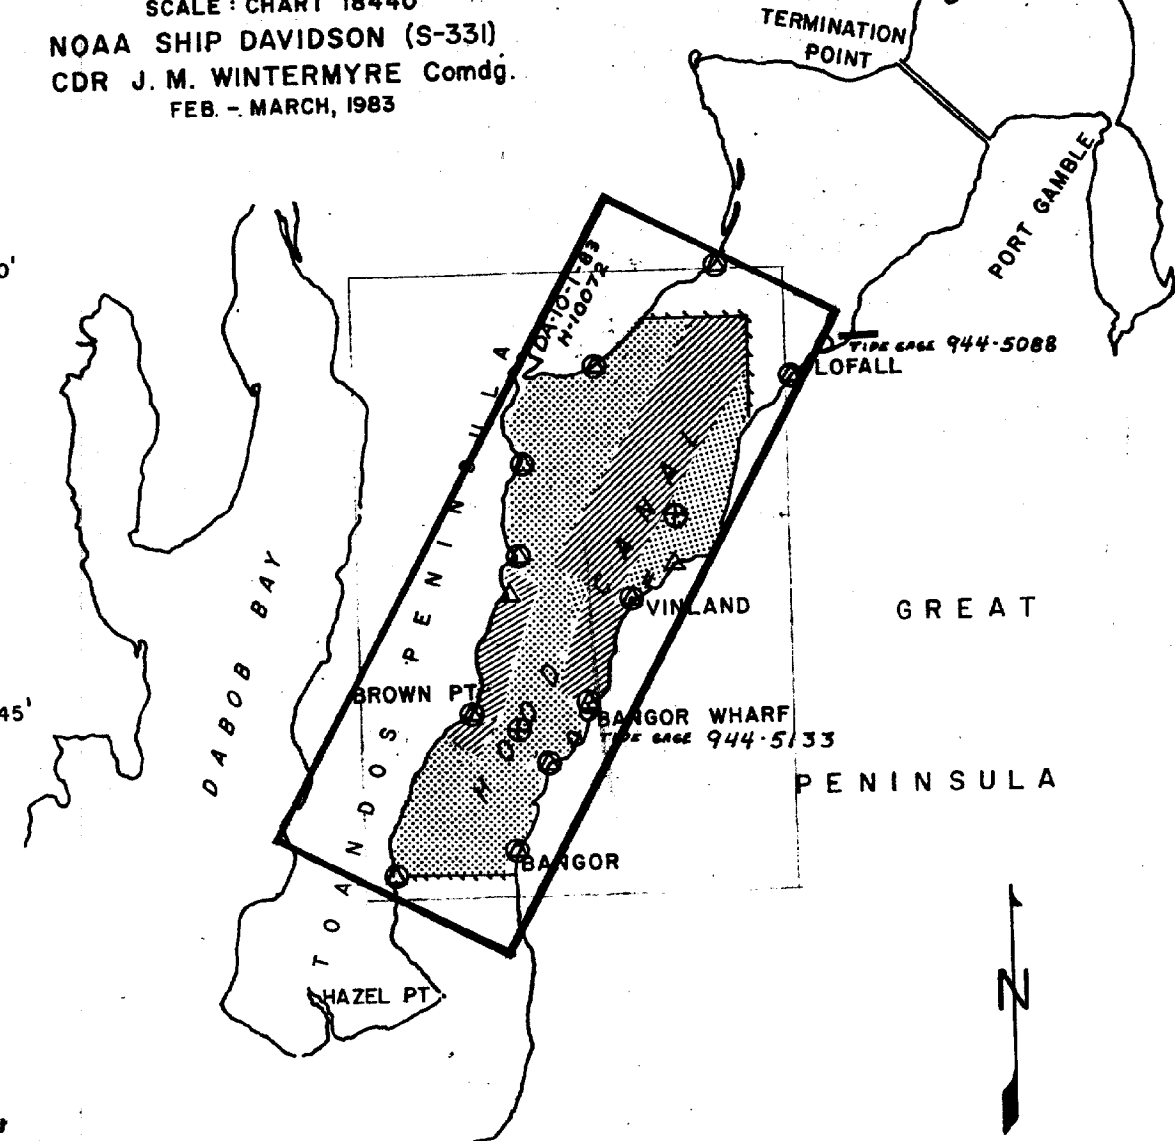 SCALE : CHART 18440
NOAA SHIP DAVIDSON (S-331)
CDR J. M. WINTERMYRE Comdg.
FEB. - MARCH, 1983
TERMINATION
POINT
PORT GAMBLE
DA-10-1-83
H-10072
TIDE GAGE 944-5088
LOFALL
TOANDOS PENINSULA
HOOD CANAL
DABOB BAY
VINLAND
GREAT
PENINSULA
BROWN PT
45'
BANGOR WHARF
TIDE GAGE 944-5133
BANGOR
HAZEL PT.
N